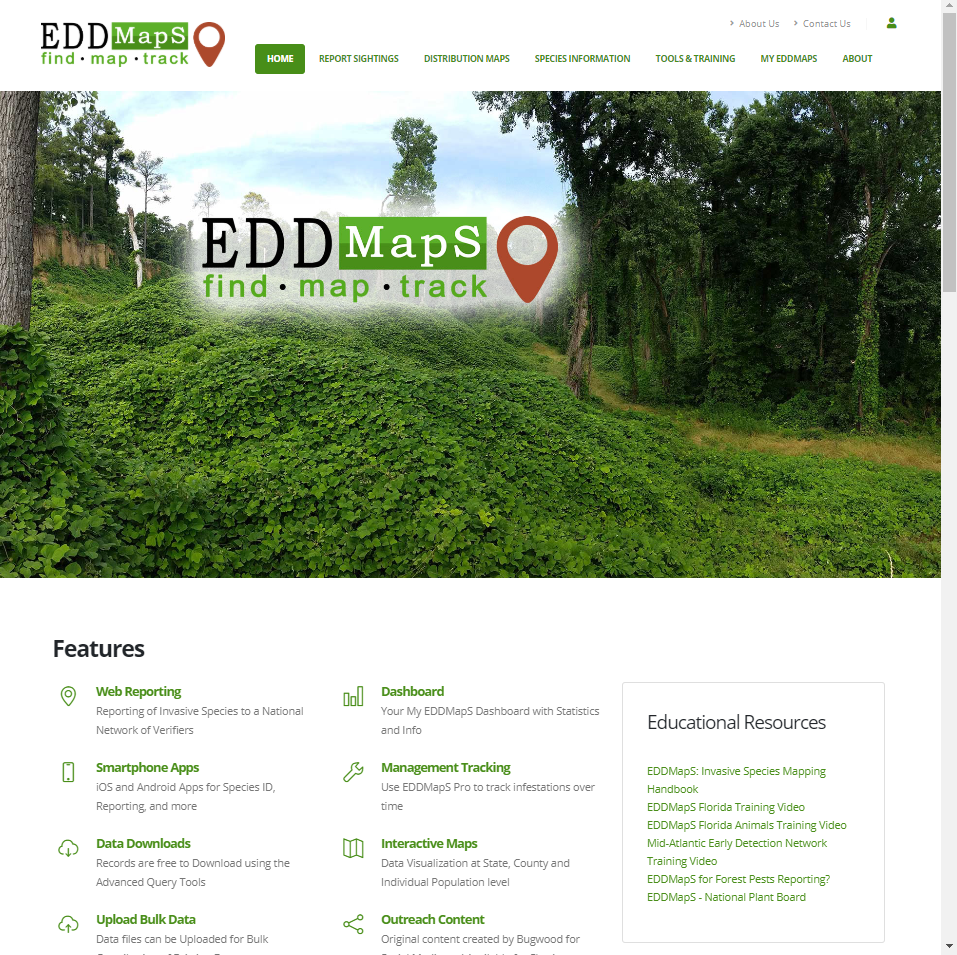 EDDMapS
find · map · track
About Us
Contact Us
HOME
REPORT SIGHTINGS
DISTRIBUTION MAPS
SPECIES INFORMATION
TOOLS & TRAINING
MY EDDMAPS
ABOUT
EDDMapS
find · map · track
Features
Web Reporting
Reporting of Invasive Species to a National
Network of Verifiers
Smartphone Apps
iOS and Android Apps for Species ID,
Reporting, and more
Data Downloads
Records are free to Download using the
Advanced Query Tools
Upload Bulk Data
Data files can be Uploaded for Bulk
Dashboard
Your My EDDMapS Dashboard with Statistics
and Info
Management Tracking
Use EDDMapS Pro to track infestations over
time
Interactive Maps
Data Visualization at State, County and
Individual Population level
Outreach Content
Original content created by Bugwood for
Educational Resources
EDDMapS: Invasive Species Mapping
Handbook
EDDMapS Florida Training Video
EDDMapS Florida Animals Training Video
Mid-Atlantic Early Detection Network
Training Video
EDDMapS for Forest Pests Reporting?
EDDMapS - National Plant Board